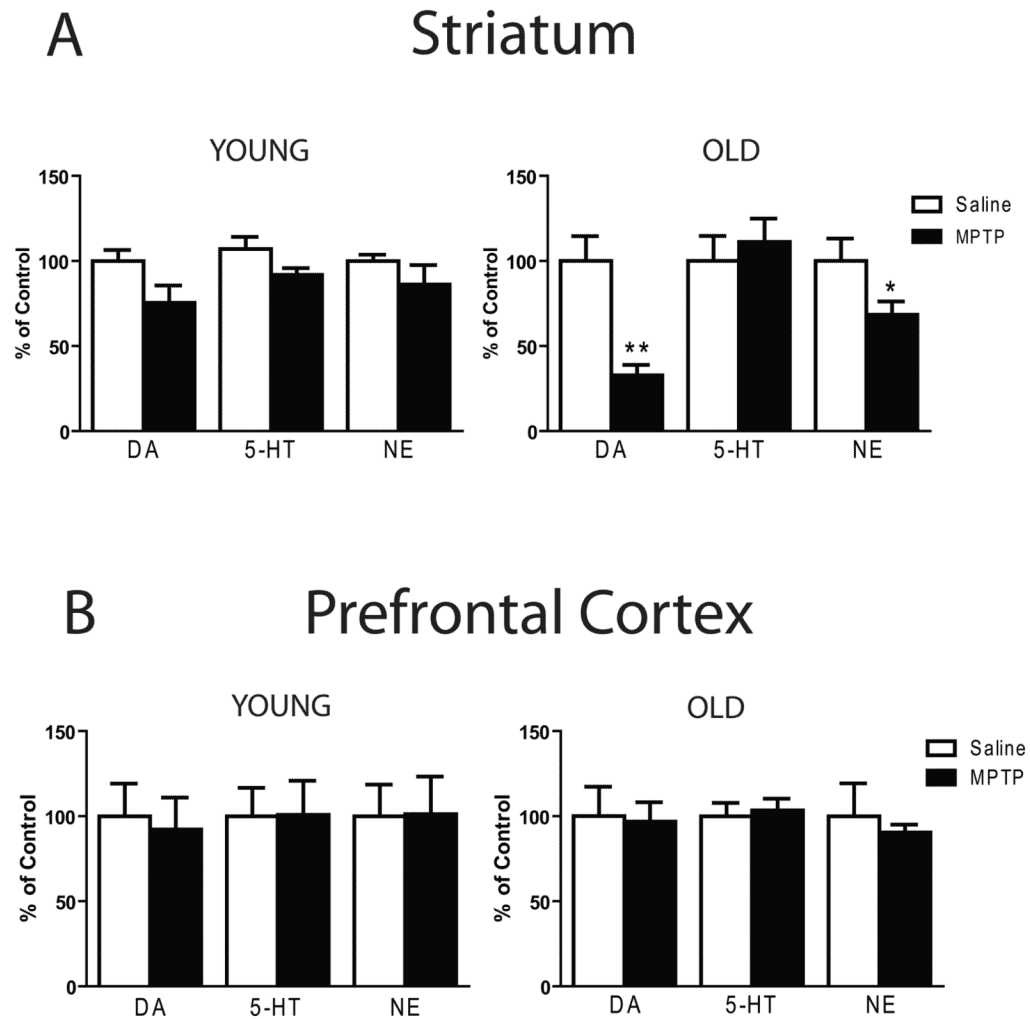 A Striatum
YOUNG OLD
150 150
Saline
MPTP
100 100
% of Control % of Control
*
50 50
**
0 0
DA 5-HT NE DA 5-HT NE
B Prefrontal Cortex
YOUNG OLD
150 150
Saline
MPTP
100 100
% of Control % of Control
50 50
0 0
DA 5-HT NE DA 5-HT NE